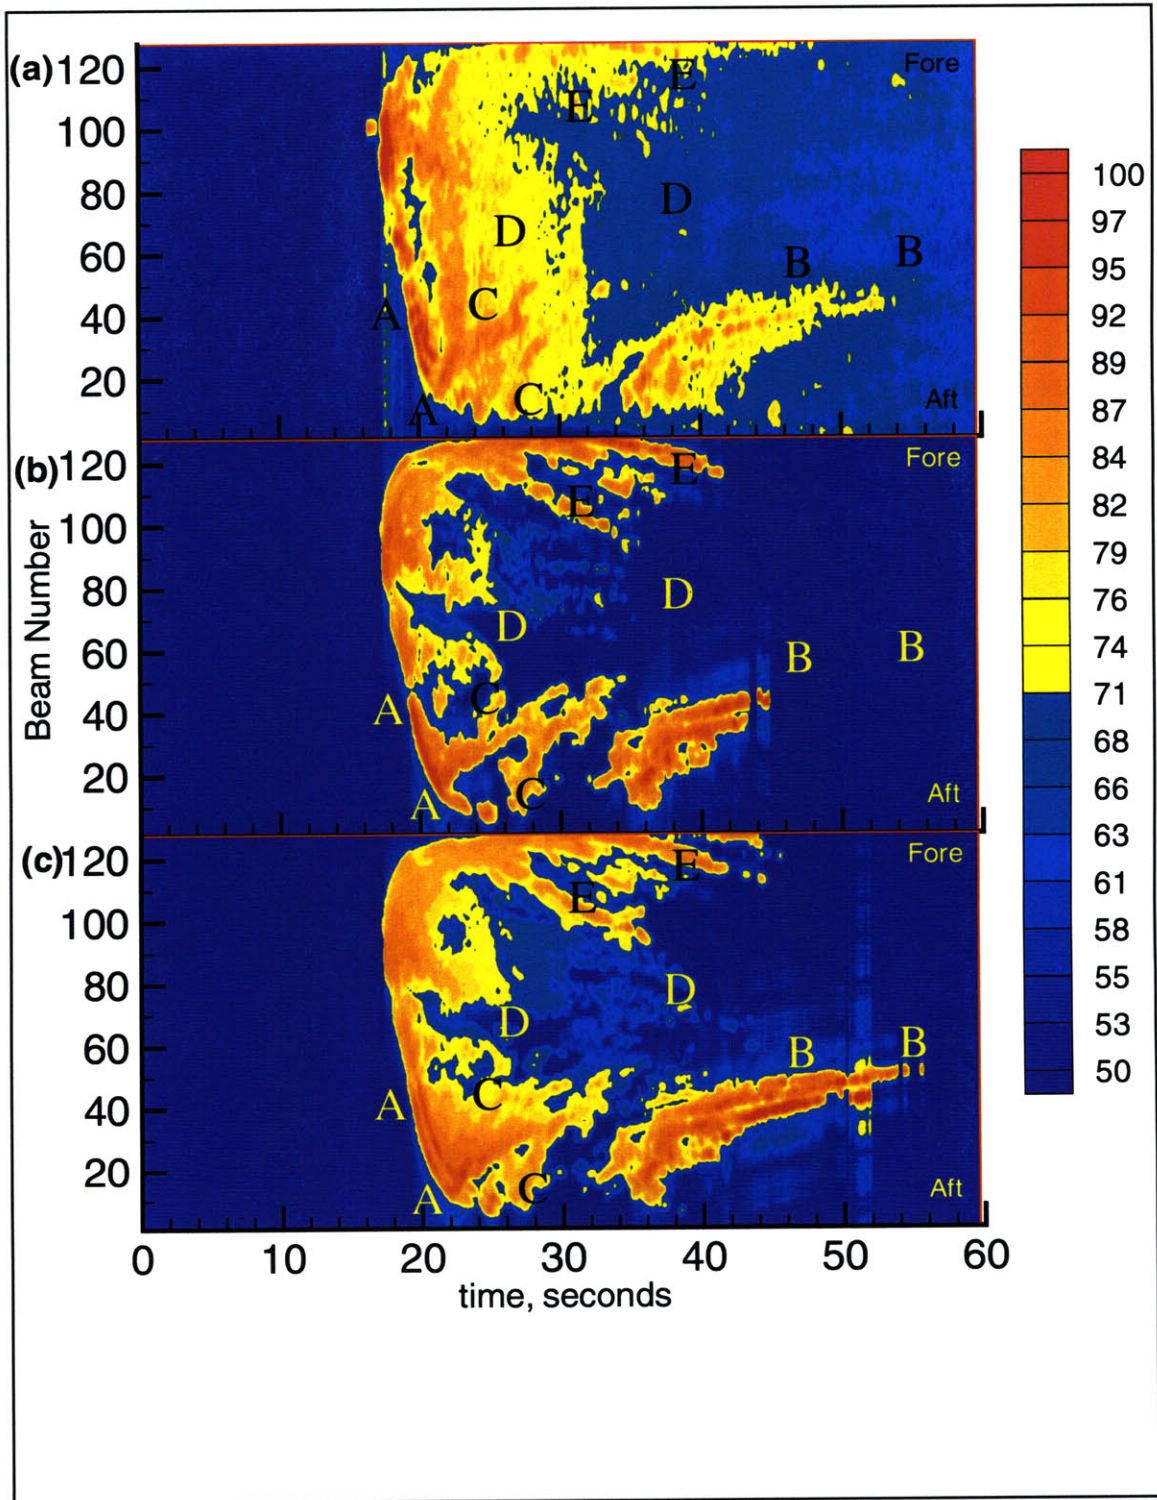 (a) 120 Fore
E
E
100
80 D
D
60 B B
C
40 A
20
C
A Aft
(b) 120 Fore
E
E
100
80 D
D
60 B B
C
40 A
20
C
A Aft
(c) 120 Fore
E
E
100
80 D
D
60 B B
C
40 A
20
C
A Aft
Beam Number
0 10 20 30 40 50 60
time, seconds
100
97
95
92
89
87
84
82
79
76
74
71
68
66
63
61
58
55
53
50